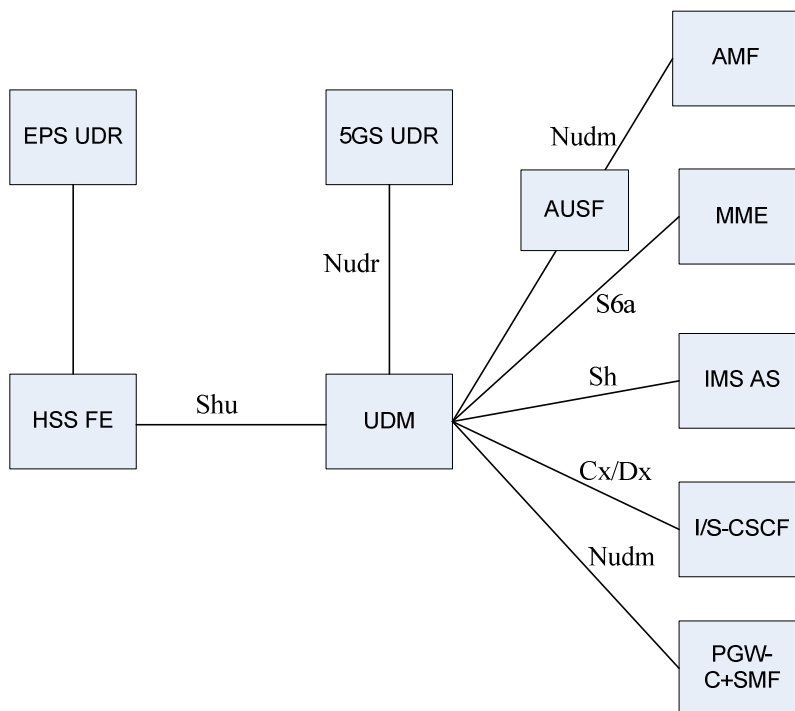 AMF
EPS UDR
5GS UDR
Nudm
AUSF
MME
Nudr
S6a
Sh
IMS AS
HSS FE
Shu
UDM
Cx/Dx
I/S-CSCF
Nudm
PGW-
C+SMF